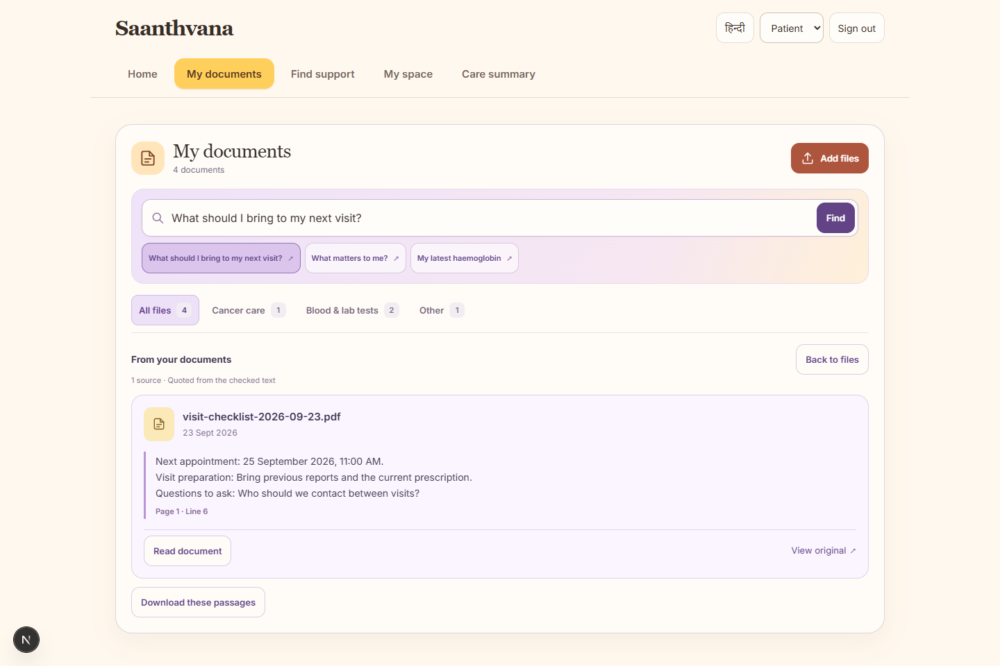 Saanthvana
हिन्दी
Patient
Sign out
Home
My documents
Find support
My space
Care summary
My documents
4 documents
Add files
What should I bring to my next visit?
Find
What should I bring to my next visit? ↗
What matters to me? ↗
My latest haemoglobin ↗
All files 4
Cancer care 1
Blood & lab tests 2
Other 1
From your documents
Back to files
1 source · Quoted from the checked text
visit-checklist-2026-09-23.pdf
23 Sept 2026
Next appointment: 25 September 2026, 11:00 AM.
Visit preparation: Bring previous reports and the current prescription.
Questions to ask: Who should we contact between visits?
Page 1 · Line 6
Read document
View original ↗
Download these passages
N